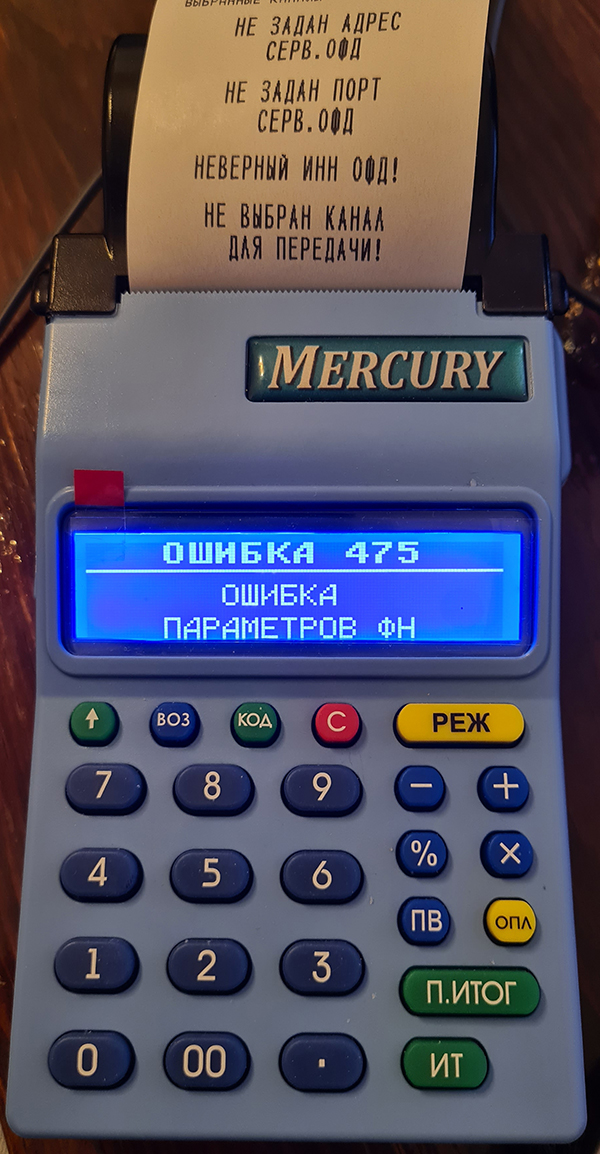 ВЫБРАННЫЕ
НЕ ЗАДАН АДРЕС
СЕРВ.ОФД
НЕ ЗАДАН ПОРТ
СЕРВ.ОФД
НЕВЕРНЫЙ ИНН ОФД!
НЕ ВЫБРАН КАНАЛ
ДЛЯ ПЕРЕДАЧИ!
MERCURY
ОШИБКА 475
ОШИБКА
ПАРАМЕТРОВ ФН
↑ ВОЗ КОД С РЕЖ
7 8 9 − +
% ×
4 5 6
ПВ ОПЛ
1 2 3
П.ИТОГ
0 00 . ИТ